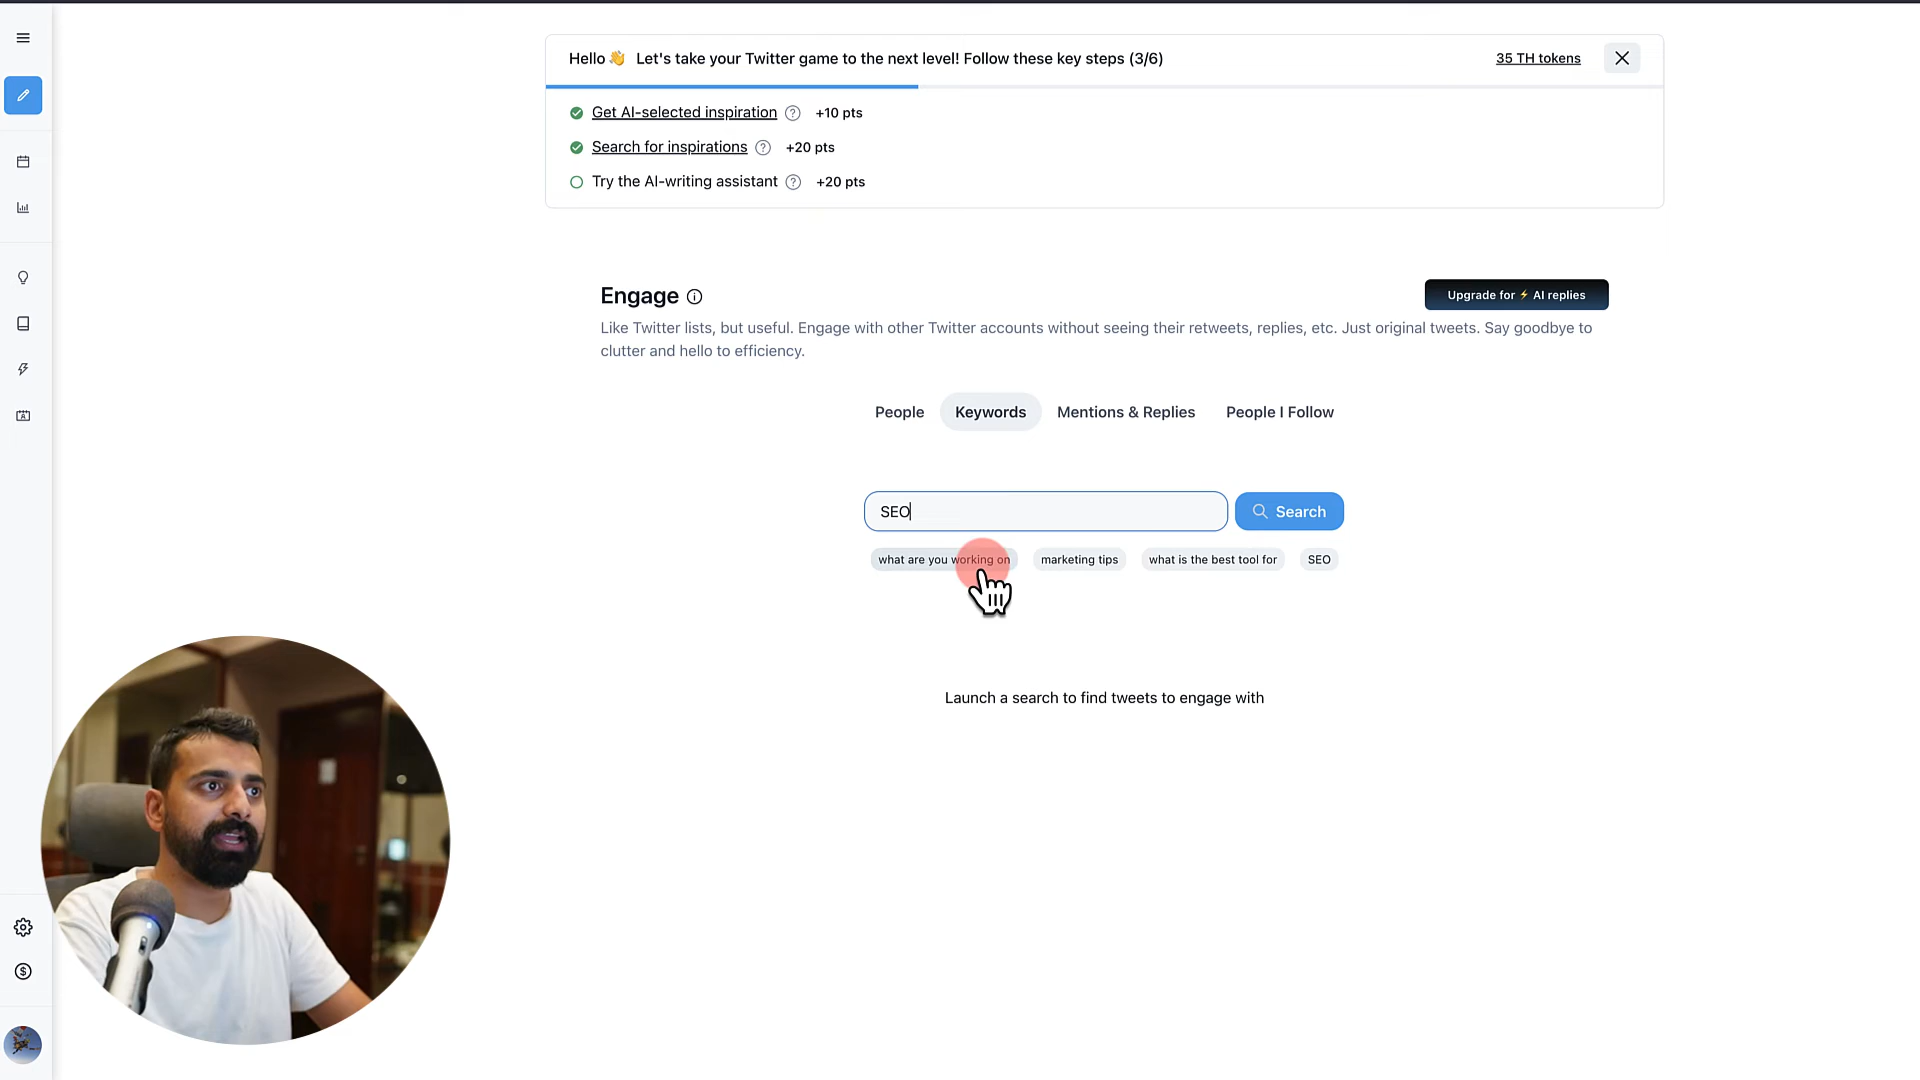 Hello 👋 Let's take your Twitter game to the next level! Follow these key steps (3/6)
35 TH tokens
Get AI-selected inspiration ? +10 pts
Search for inspirations ? +20 pts
Try the AI-writing assistant ? +20 pts
Engage
Upgrade for ⚡ AI replies
Like Twitter lists, but useful. Engage with other Twitter accounts without seeing their retweets, replies, etc. Just original tweets. Say goodbye to
clutter and hello to efficiency.
People Keywords Mentions & Replies People I Follow
SEO
Search
what are you working on marketing tips what is the best tool for SEO
Launch a search to find tweets to engage with